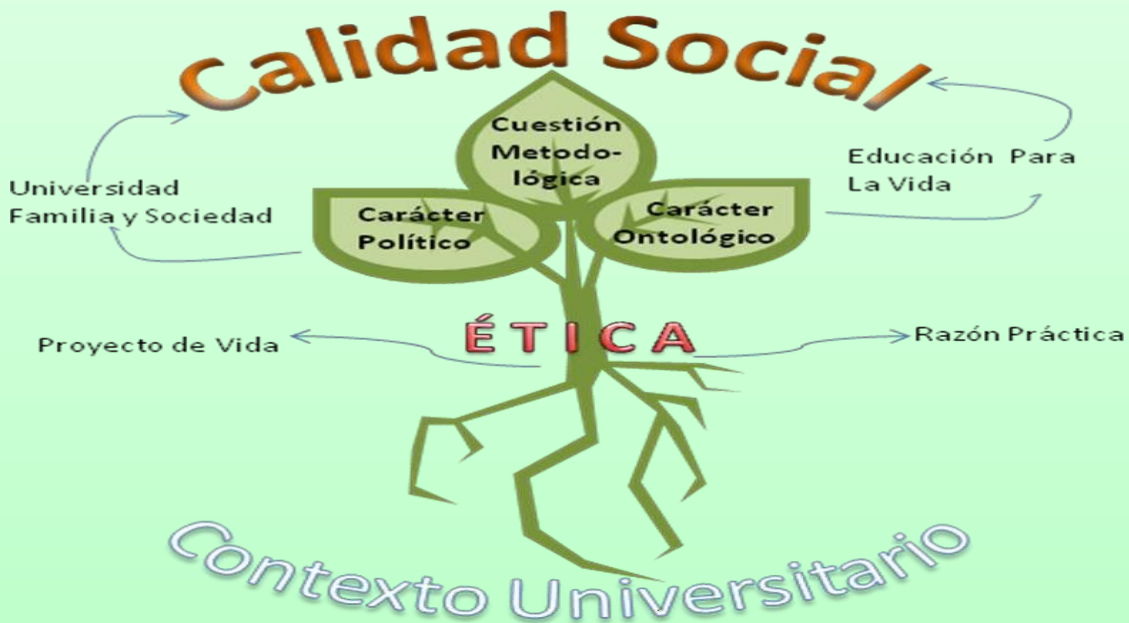 Calidad Social
Cuestión
Metodo-
lógica
Universidad
Familia y Sociedad
Carácter
Político
Carácter
Ontológico
Educación Para
La Vida
Proyecto de Vida
ÉTICA
Razón Práctica
Contexto Universitario